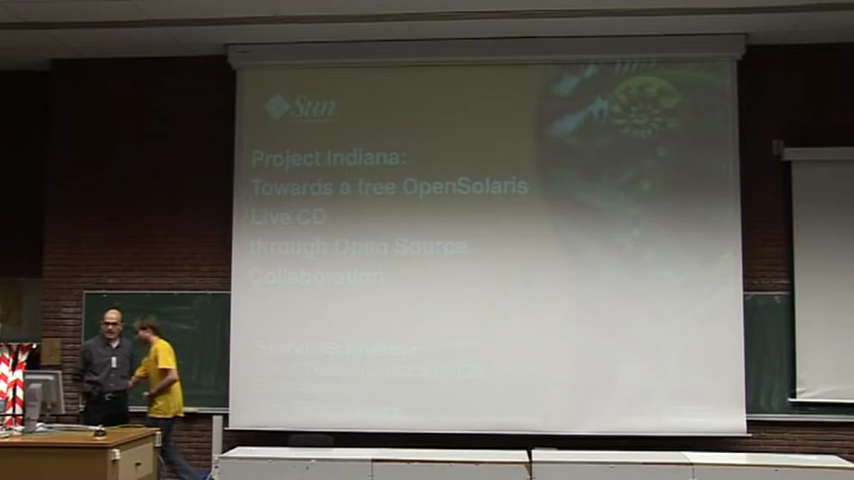 Sun
Project Indiana:
Towards a free OpenSolaris
Live CD
through Open Source
Collaboration